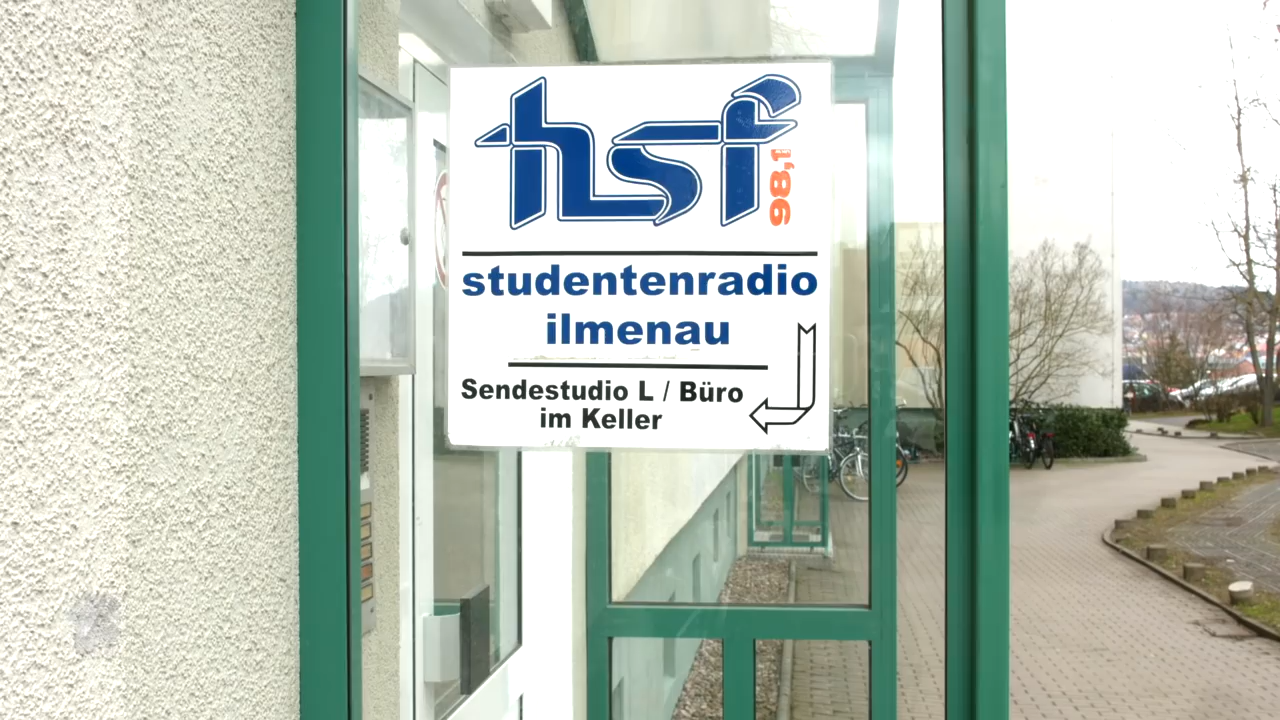 hsf
98,1
studentenradio
ilmenau
Sendestudio L / Büro
im Keller